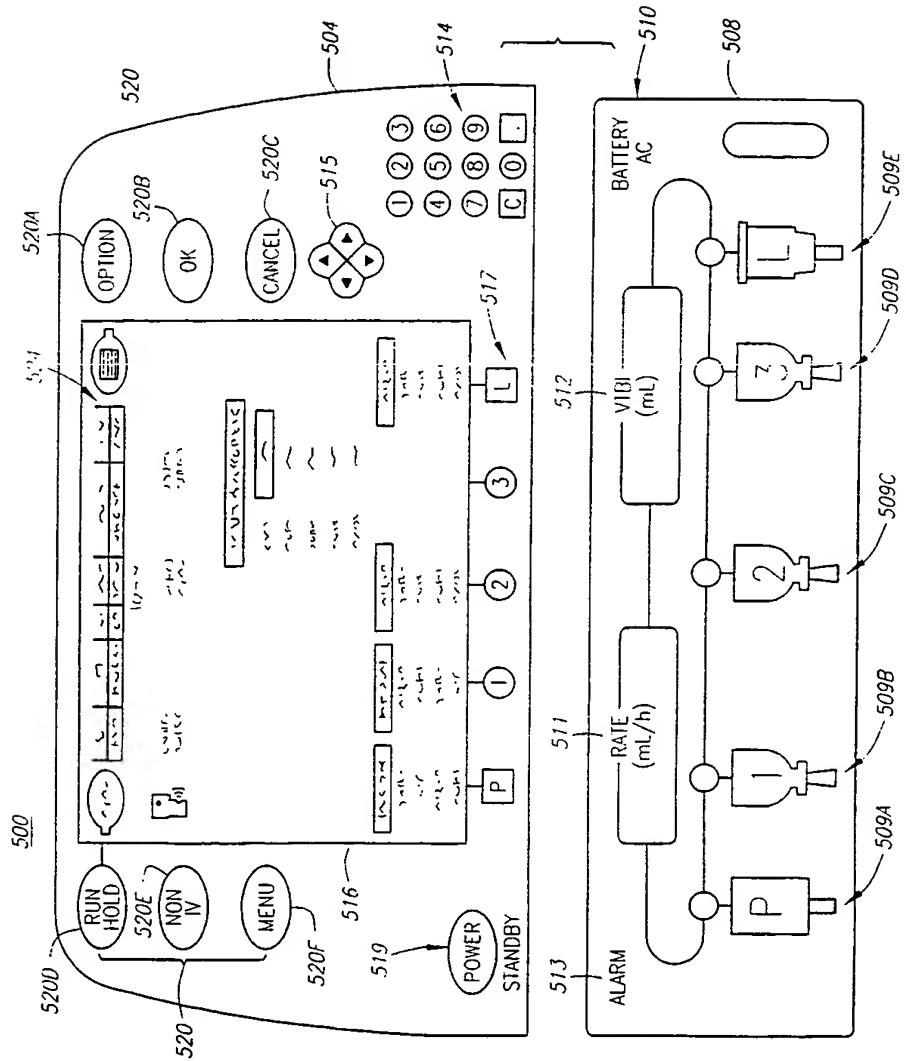 500
520D
RUN
HOLD
520E
NON
IV
520
MENU
520F
519
POWER
STANDBY
516
P
1
2
3
L
517
520A
OPTION
520B
OK
520C
CANCEL
515
520
504
514
1 2 3
4 5 6
7 8 9
C 0 .
510
508
513
ALARM
511
RATE
(mL/h)
512
VIBI
(mL)
BATTERY
AC
P
1
2
3
L
509A
509B
509C
509D
509E